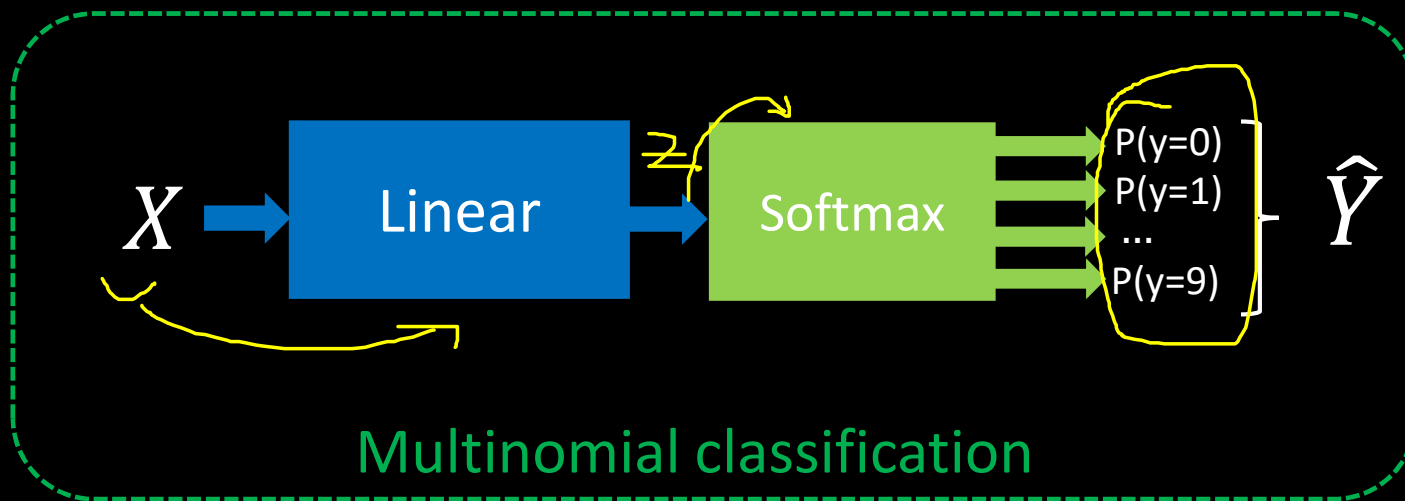 X
Linear
z
Softmax
P(y=0)
P(y=1)
...
P(y=9)
Ŷ
Multinomial classification